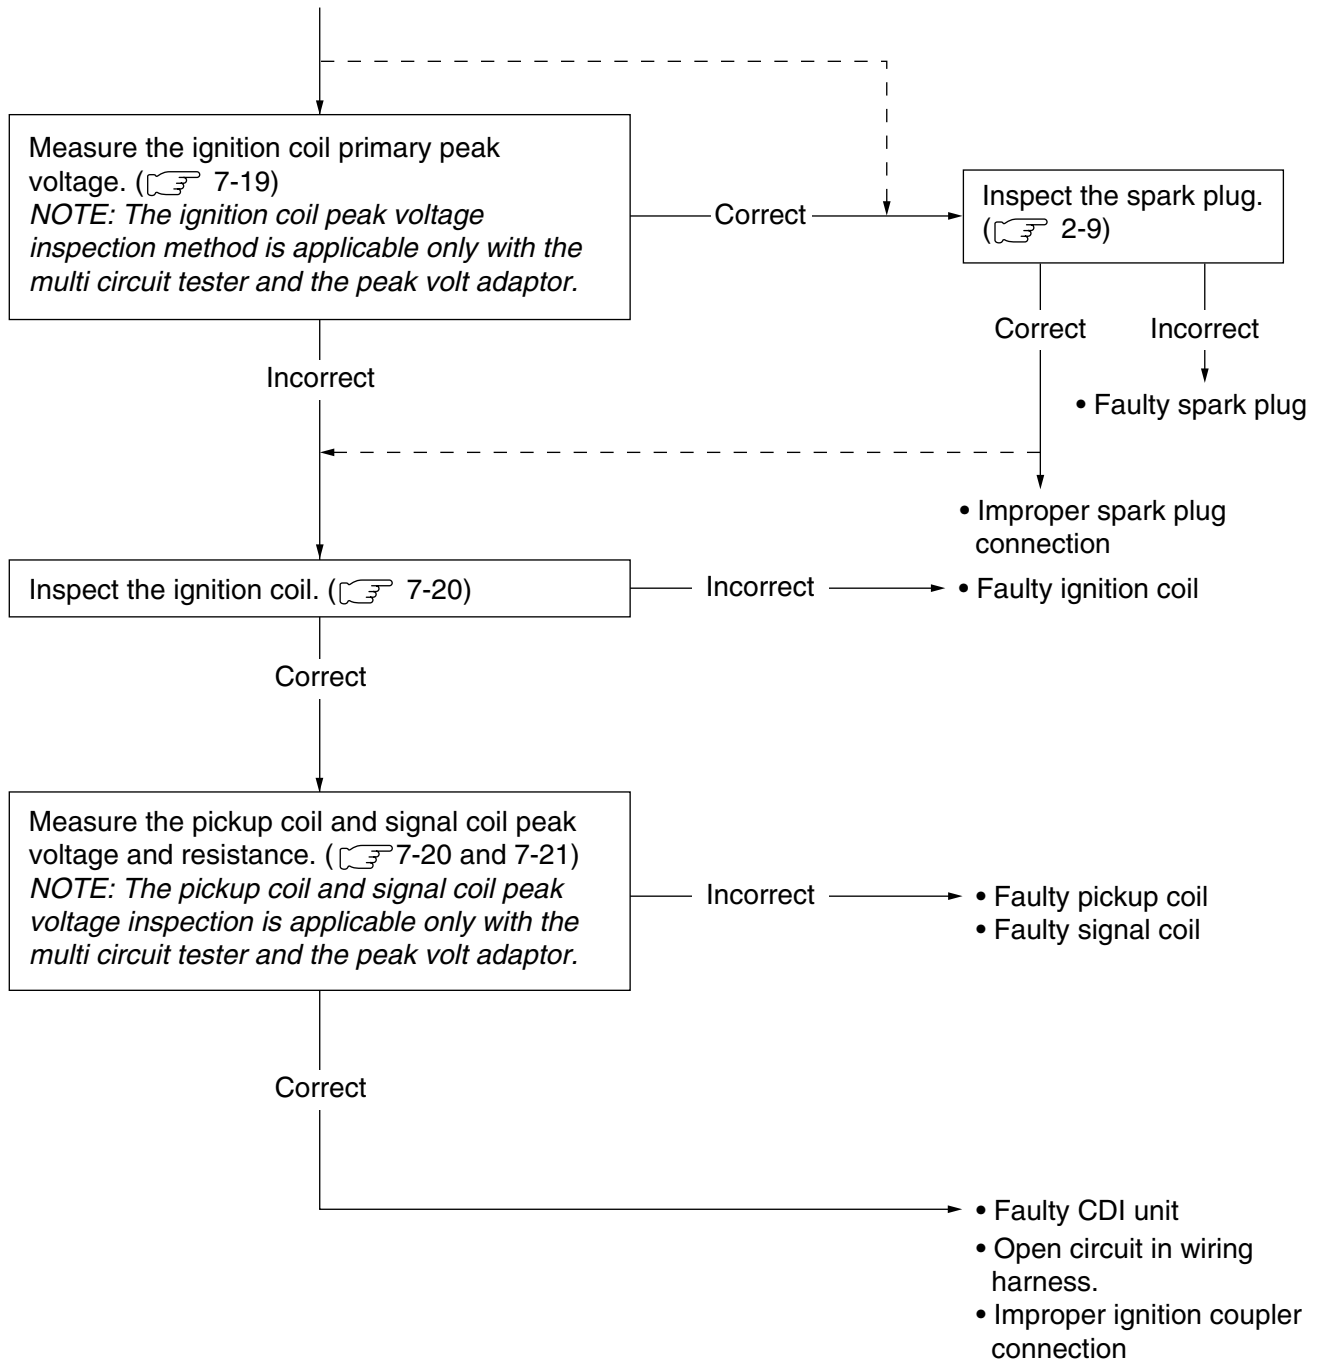 Measure the ignition coil primary peak
voltage. ( 7-19)
NOTE: The ignition coil peak voltage
inspection method is applicable only with the
multi circuit tester and the peak volt adaptor.
Correct
Inspect the spark plug.
( 2-9)
Correct
Incorrect
Incorrect
• Faulty spark plug
• Improper spark plug
connection
Inspect the ignition coil. ( 7-20)
Incorrect
• Faulty ignition coil
Correct
Measure the pickup coil and signal coil peak
voltage and resistance. ( 7-20 and 7-21)
NOTE: The pickup coil and signal coil peak
voltage inspection is applicable only with the
multi circuit tester and the peak volt adaptor.
Incorrect
• Faulty pickup coil
• Faulty signal coil
Correct
• Faulty CDI unit
• Open circuit in wiring
harness.
• Improper ignition coupler
connection